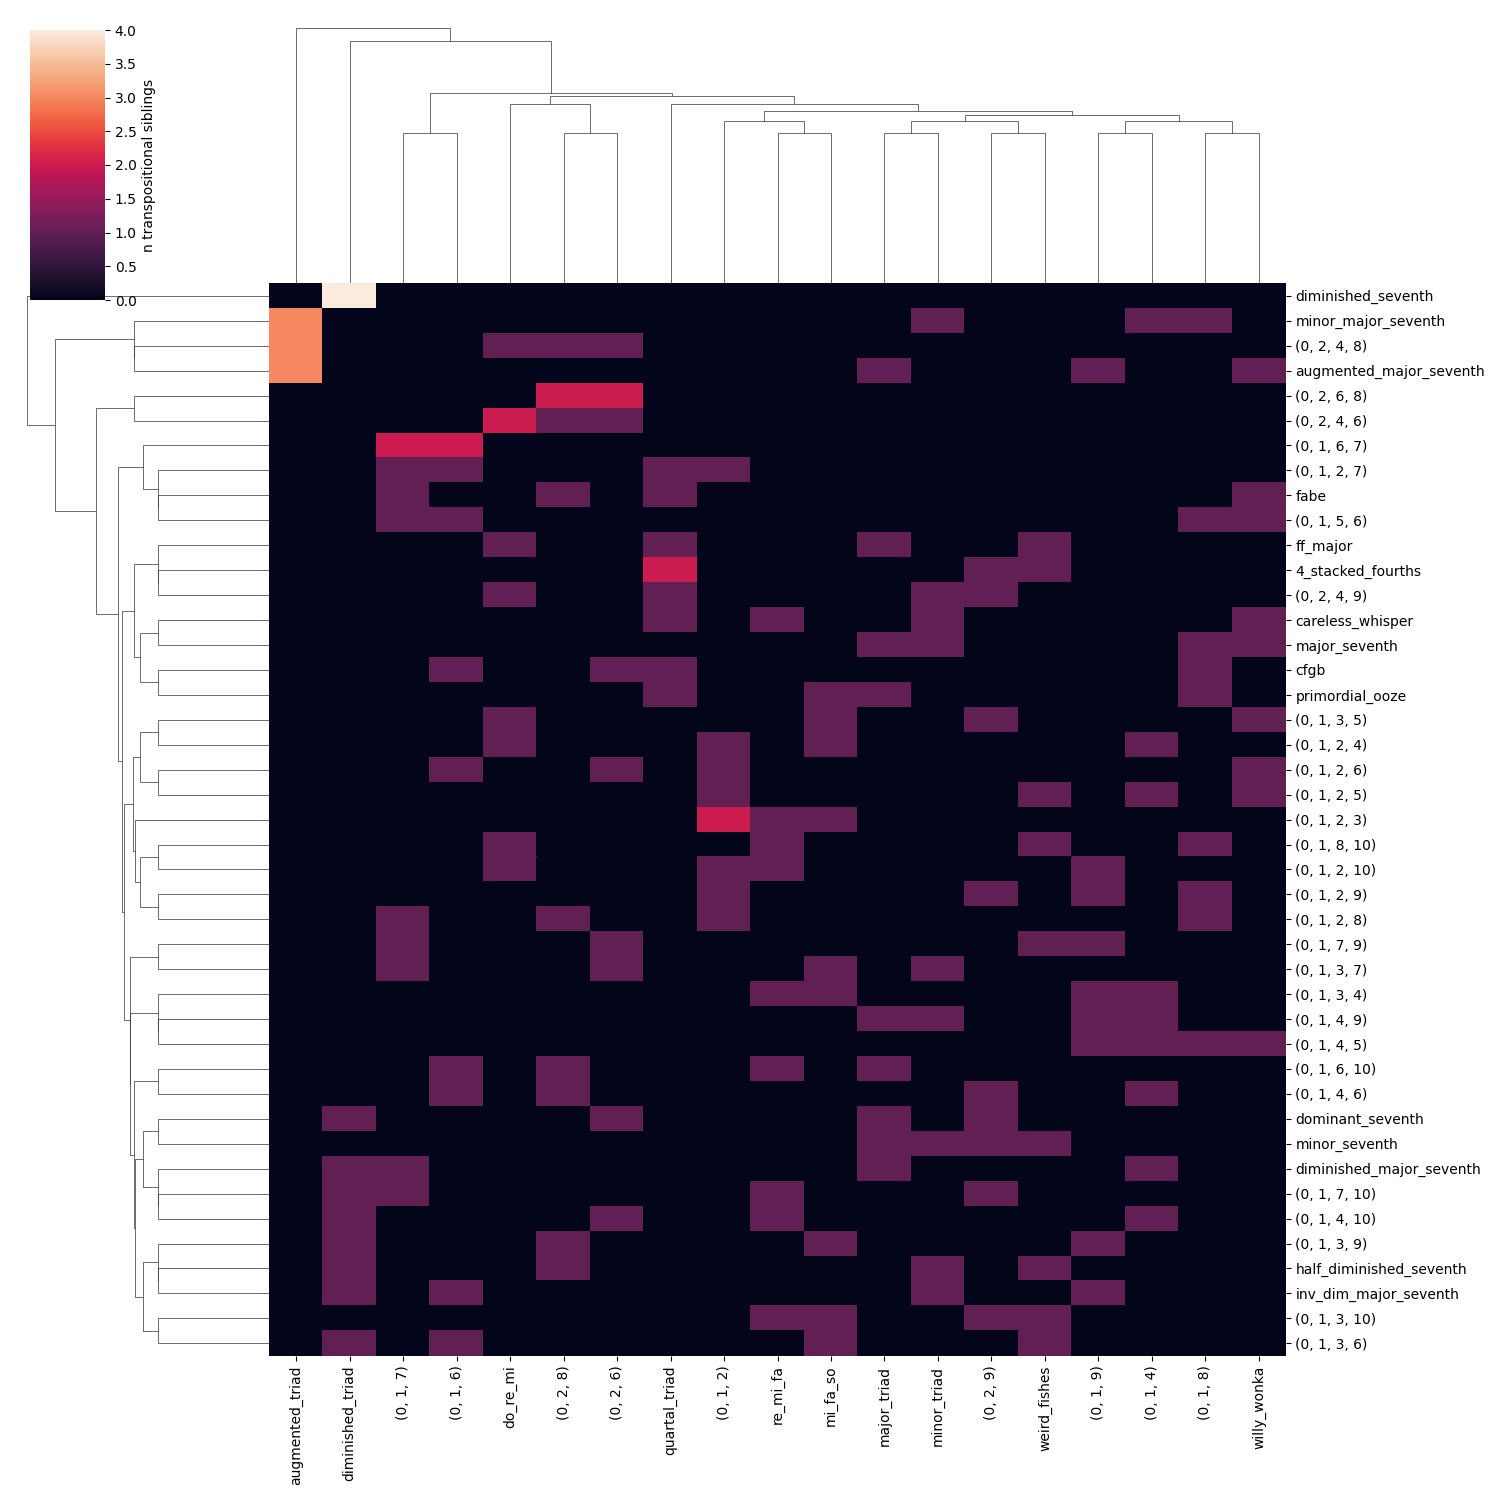 4.0
3.5
3.0
2.5
2.0
1.5
1.0
0.5
0.0
n transpositional siblings
diminished_seventh
minor_major_seventh
(0, 2, 4, 8)
augmented_major_seventh
(0, 2, 6, 8)
(0, 2, 4, 6)
(0, 1, 6, 7)
(0, 1, 2, 7)
fabe
(0, 1, 5, 6)
ff_major
4_stacked_fourths
(0, 2, 4, 9)
careless_whisper
major_seventh
cfgb
primordial_ooze
(0, 1, 3, 5)
(0, 1, 2, 4)
(0, 1, 2, 6)
(0, 1, 2, 5)
(0, 1, 2, 3)
(0, 1, 8, 10)
(0, 1, 2, 10)
(0, 1, 2, 9)
(0, 1, 2, 8)
(0, 1, 7, 9)
(0, 1, 3, 7)
(0, 1, 3, 4)
(0, 1, 4, 9)
(0, 1, 4, 5)
(0, 1, 6, 10)
(0, 1, 4, 6)
dominant_seventh
minor_seventh
diminished_major_seventh
(0, 1, 7, 10)
(0, 1, 4, 10)
(0, 1, 3, 9)
half_diminished_seventh
inv_dim_major_seventh
(0, 1, 3, 10)
(0, 1, 3, 6)
augmented_triad
diminished_triad
(0, 1, 7)
(0, 1, 6)
do_re_mi
(0, 2, 8)
(0, 2, 6)
quartal_triad
(0, 1, 2)
re_mi_fa
mi_fa_so
major_triad
minor_triad
(0, 2, 9)
weird_fishes
(0, 1, 9)
(0, 1, 4)
(0, 1, 8)
willy_wonka